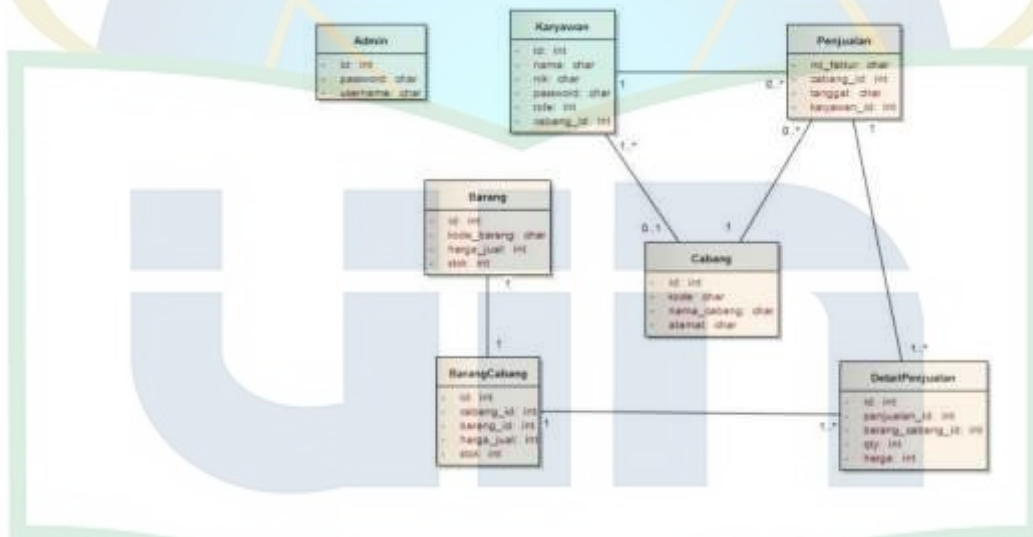 Admin
- id: int
- password: char
- username: char
Karyawan
- id: int
- nama: char
- nik: char
- password: char
- role: int
- cabang_id: int
Penjualan
- no_faktur: char
- cabang_id: int
- tanggal: char
- karyawan_id: int
1
0..*
1..*
0..*
1
0..1
1
Barang
- id: int
- kode_barang: char
- harga_jual: int
- stok: int
Cabang
- id: int
- kode: char
- nama_cabang: char
- alamat: char
1
1
1..*
BarangCabang
- id: int
- cabang_id: int
- barang_id: int
- harga_jual: int
- stok: int
DetailPenjualan
- id: int
- penjualan_id: int
- barang_cabang_id: int
- qty: int
- harga: int
1
1..*
uin